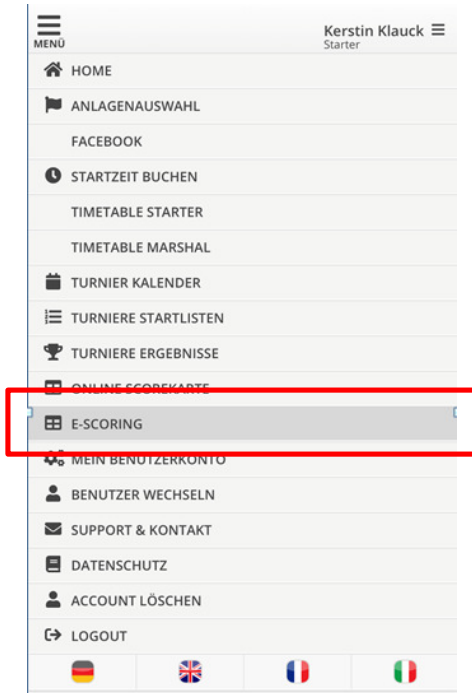 MENÜ
Kerstin Klauck
Starter
HOME
ANLAGENAUSWAHL
FACEBOOK
STARTZEIT BUCHEN
TIMETABLE STARTER
TIMETABLE MARSHAL
TURNIER KALENDER
TURNIERE STARTLISTEN
TURNIERE ERGEBNISSE
ONLINE SCOREKARTE
E-SCORING
MEIN BENUTZERKONTO
BENUTZER WECHSELN
SUPPORT & KONTAKT
DATENSCHUTZ
ACCOUNT LÖSCHEN
LOGOUT